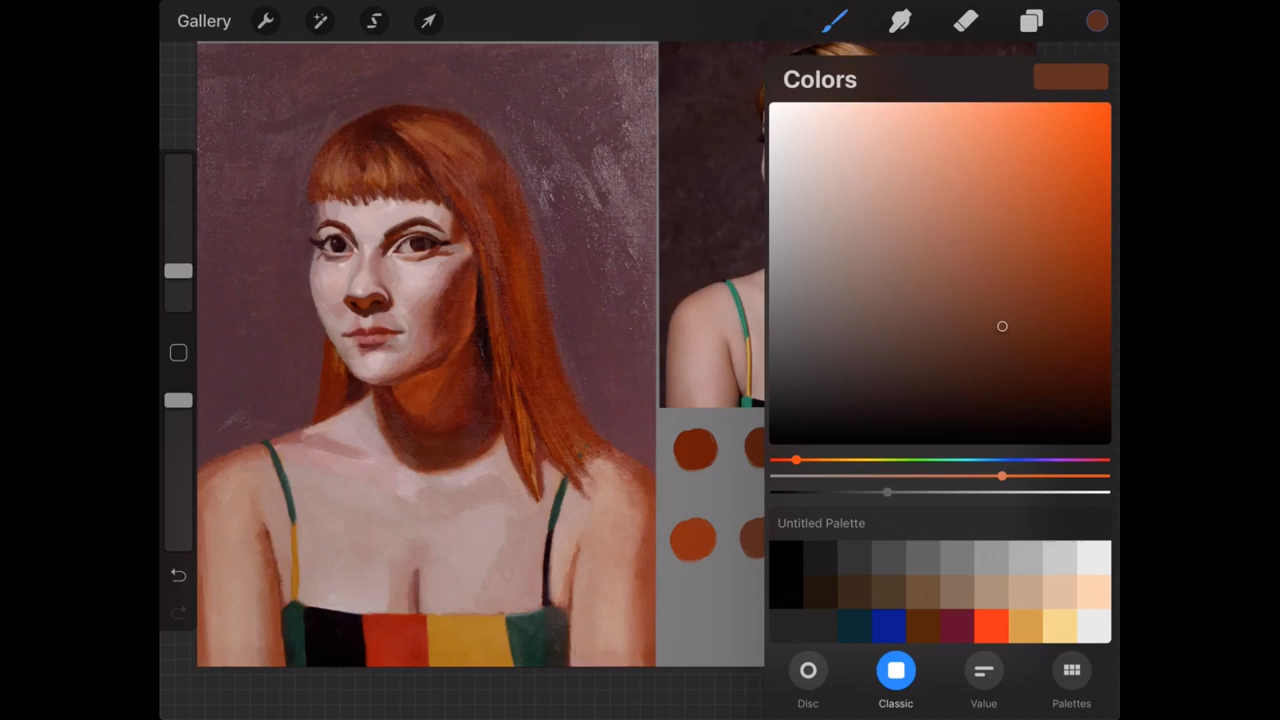 Gallery
Colors
Untitled Palette
Disc
Classic
Value
Palettes